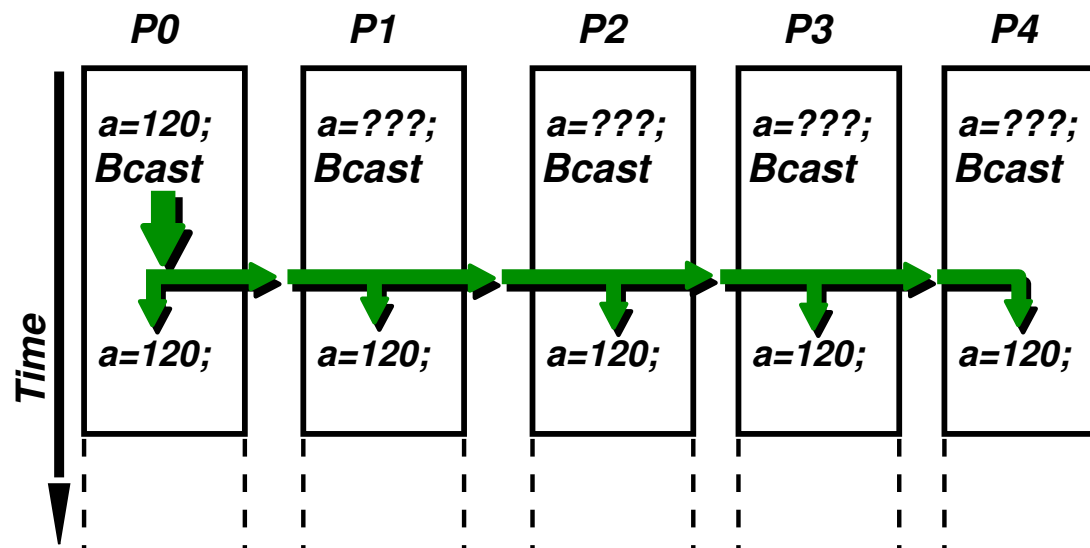 P0 P1 P2 P3 P4
a=120; a=???; a=???; a=???; a=???;
Bcast Bcast Bcast Bcast Bcast
a=120; a=120; a=120; a=120; a=120;
Time